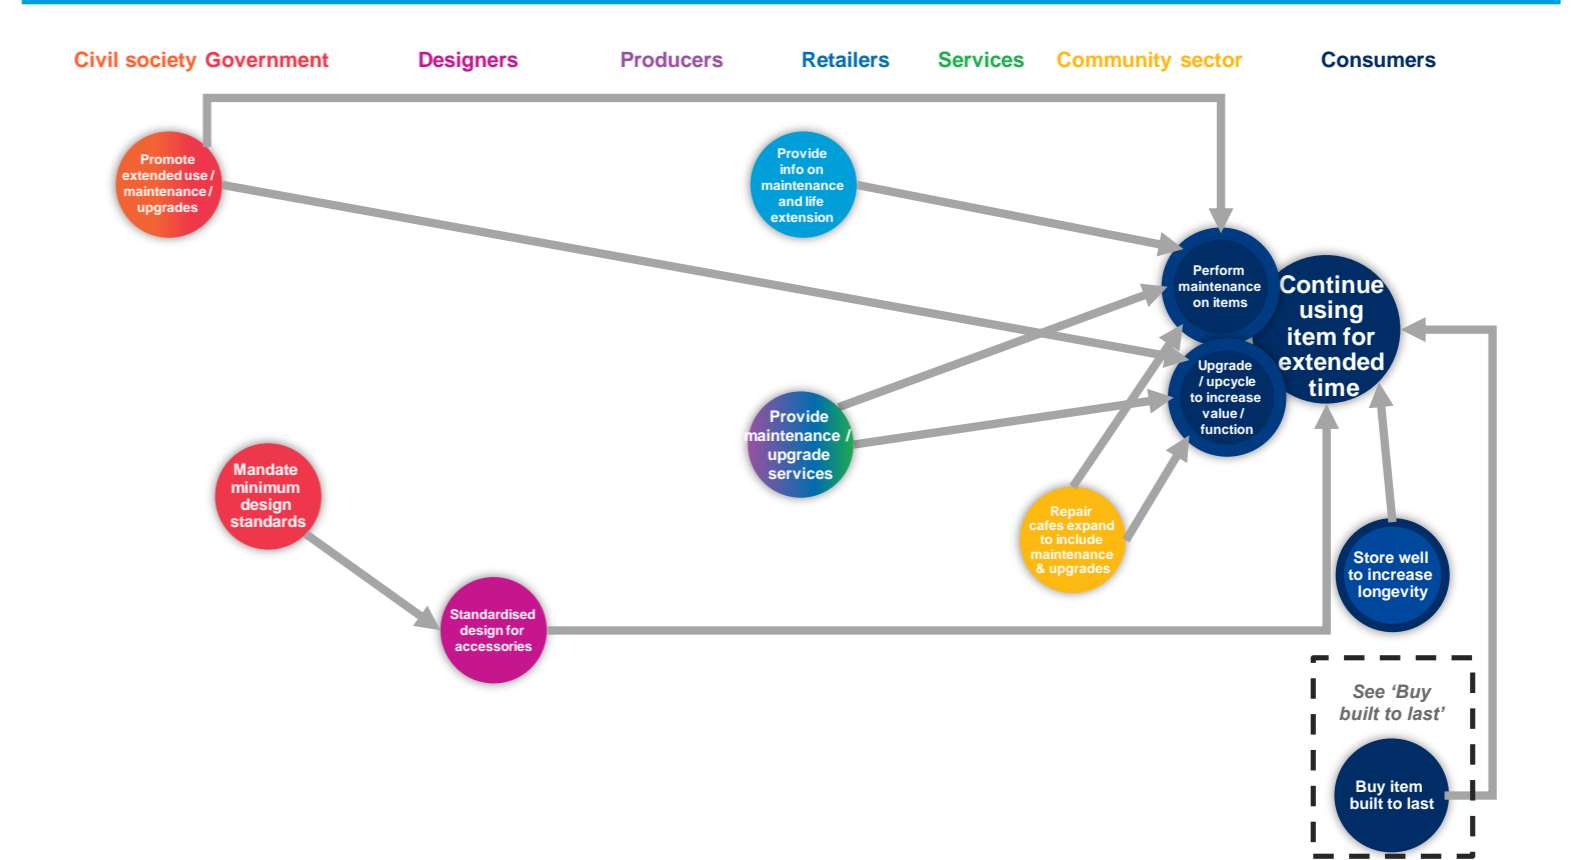 Civil society Government Designers Producers Retailers Services Community sector Consumers
Promote
extended use /
maintenance /
upgrades
Provide
info on
maintenance
and life
extension
Perform
maintenance
on items
Continue
using
item for
extended
time
Upgrade
/ upcycle
to increase
value /
function
Provide
maintenance /
upgrade
services
Mandate
minimum
design
standards
Repair
cafes expand
to include
maintenance
& upgrades
Store well
to increase
longevity
Standardised
design for
accessories
See ‘Buy
built to last’
Buy item
built to last